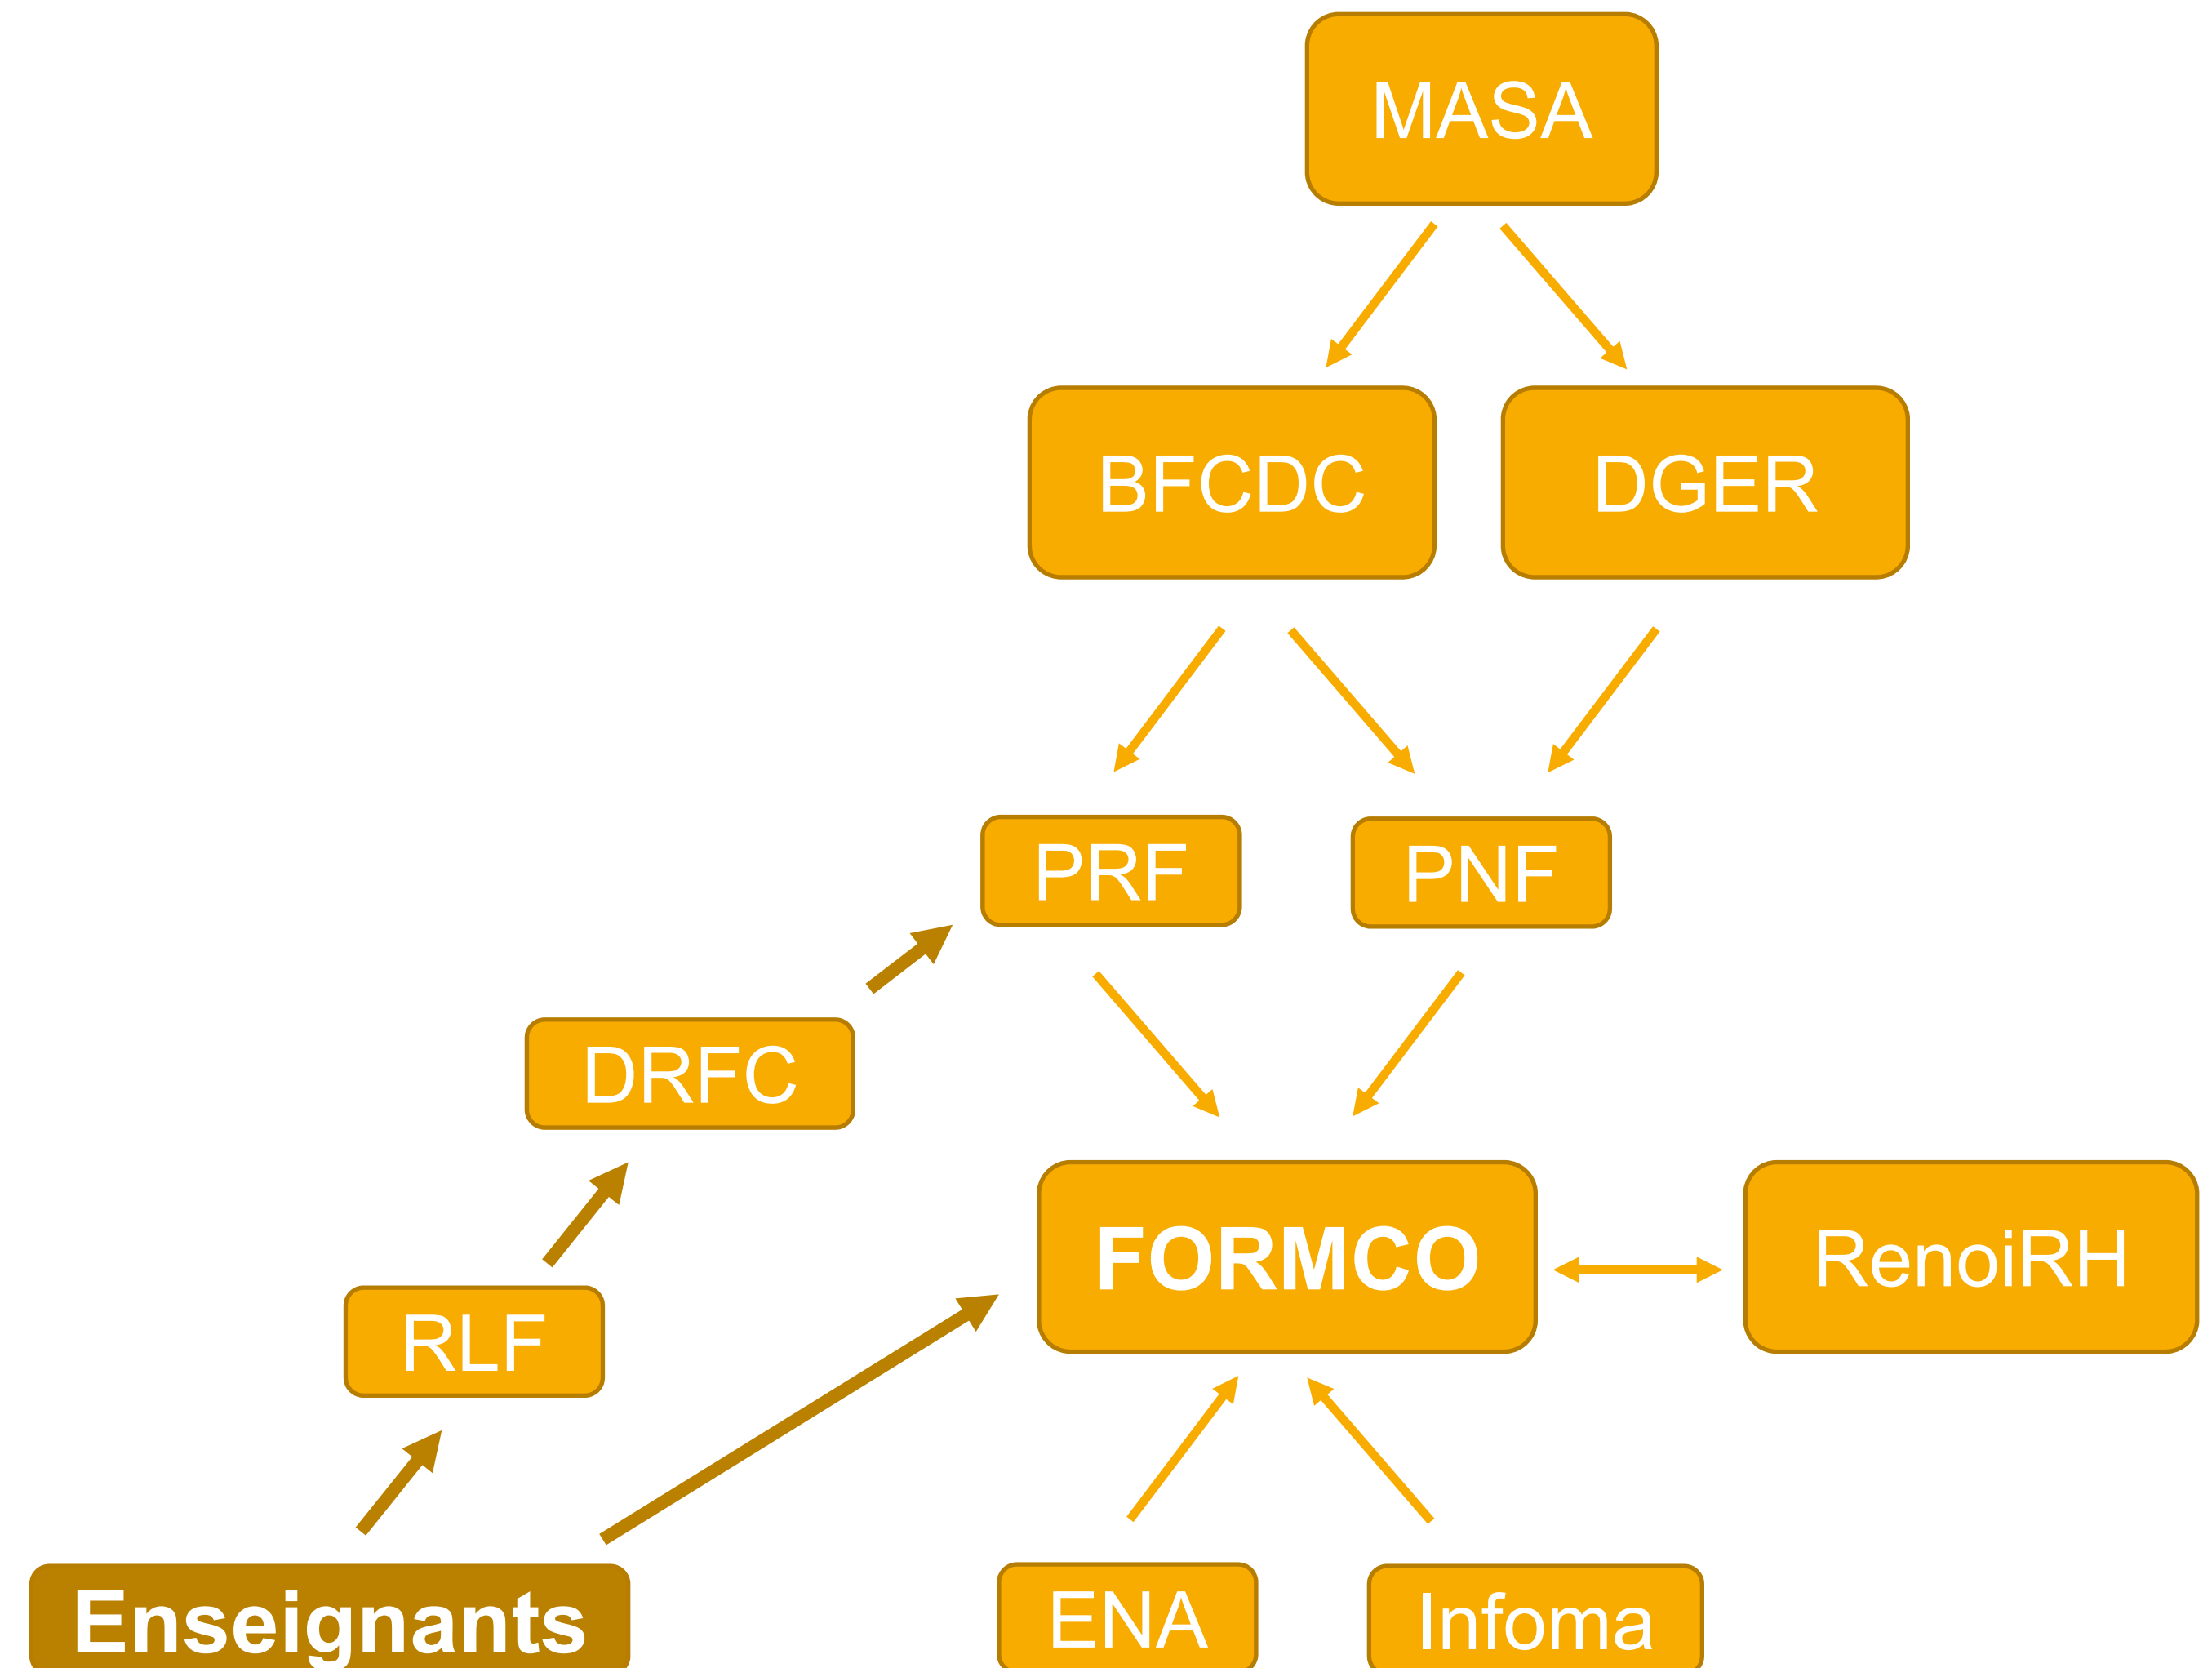 MASA
BFCDC
DGER
PRF
PNF
DRFC
FORMCO
RenoiRH
RLF
Enseignants
ENA
Infoma